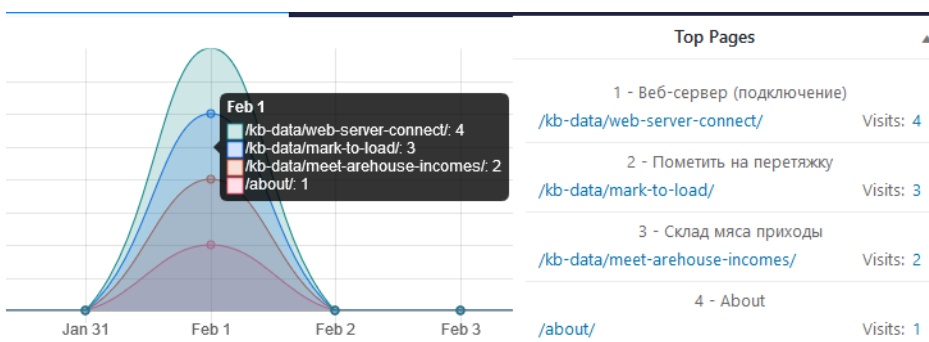 Feb 1
/kb-data/web-server-connect/: 4
/kb-data/mark-to-load/: 3
/kb-data/meet-arehouse-incomes/: 2
/about/: 1
Jan 31
Feb 1
Feb 2
Feb 3
Top Pages
1 - Веб-сервер (подключение)
/kb-data/web-server-connect/ Visits: 4
2 - Пометить на перетяжку
/kb-data/mark-to-load/ Visits: 3
3 - Склад мяса приходы
/kb-data/meet-arehouse-incomes/ Visits: 2
4 - About
/about/ Visits: 1